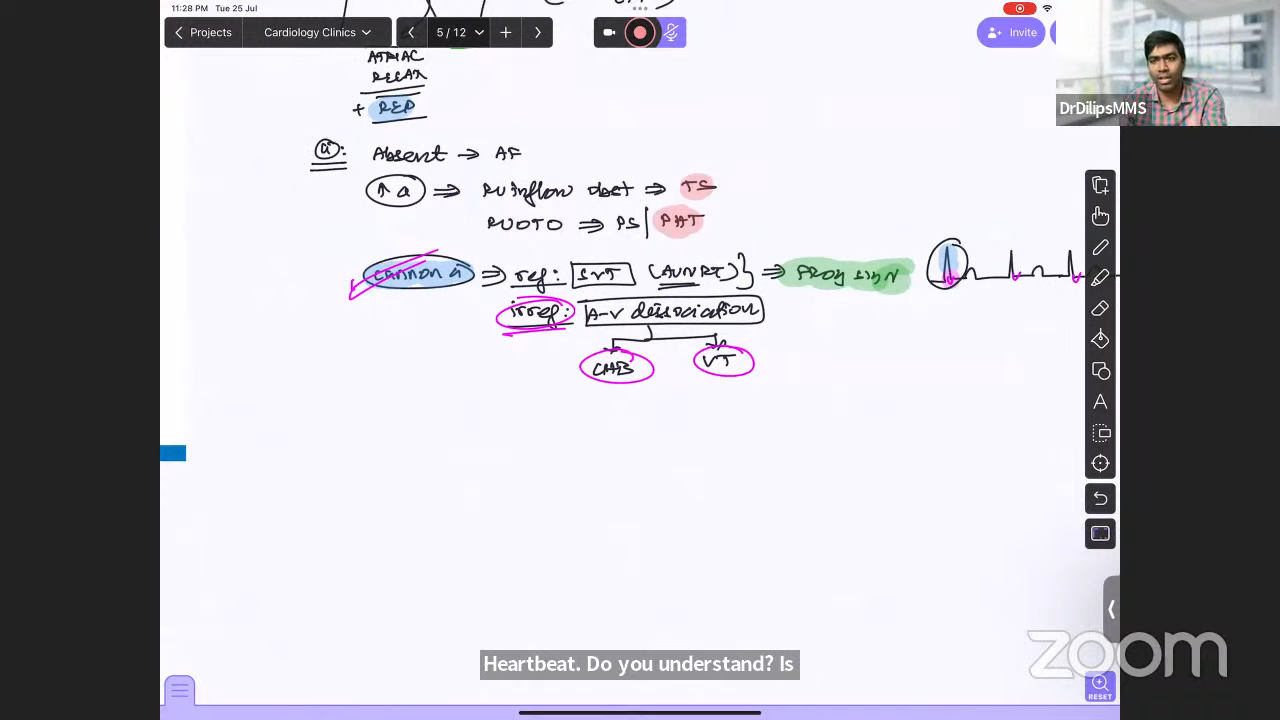 11:28 PM Tue 25 Jul
Projects Cardiology Clinics 5 / 12 Invite
DrDilipsMMS
RELAX
+ REP
a: Absent → AF
↑ a ⇒ RV inflow obst ⇒ TS
RVOTO ⇒ PS | PHT
cannon a ⇒ reg: SVT (AVNRT)} ⇒ FROG SIGN
irreg: A-V dissociation
CHB VT
A
RESET
zoom
Heartbeat. Do you understand? Is